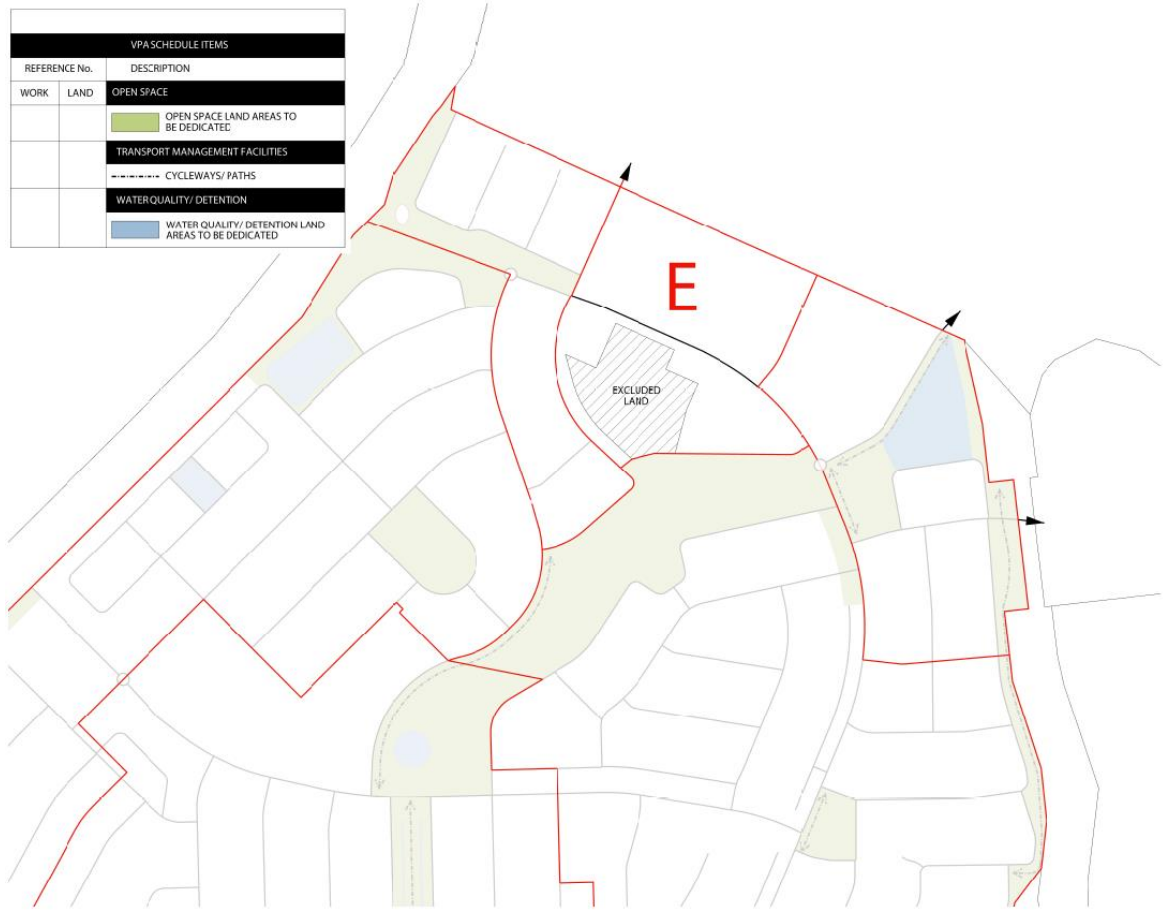 VPA SCHEDULE ITEMS
REFERENCE No. DESCRIPTION
WORK LAND OPEN SPACE
OPEN SPACE LAND AREAS TO
BE DEDICATED
TRANSPORT MANAGEMENT FACILITIES
CYCLEWAYS/ PATHS
WATER QUALITY/ DETENTION
WATER QUALITY/ DETENTION LAND
AREAS TO BE DEDICATED
E
EXCLUDED
LAND